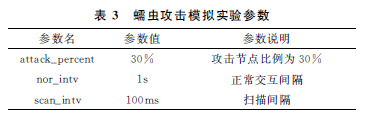 表 3 蠕虫攻击模拟实验参数
参数名 参数值 参数说明
attack_percent 30% 攻击节点比例为30%
nor_intv 1s 正常交互间隔
scan_intv 100ms 扫描间隔